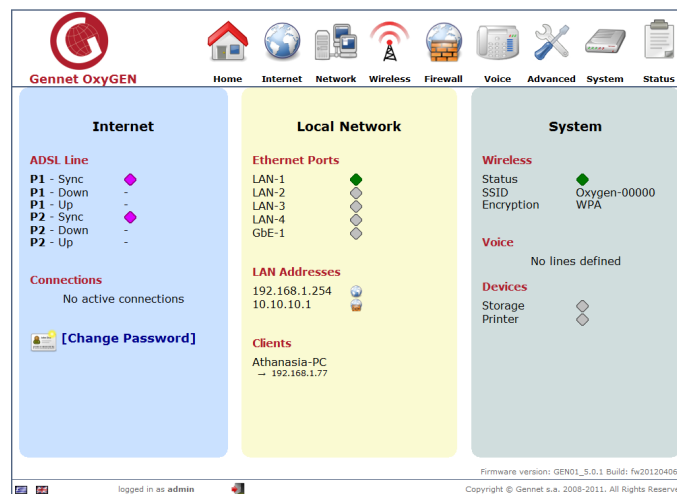 Gennet OxyGEN
Home Internet Network Wireless Firewall Voice Advanced System Status
Internet
ADSL Line
P1 - Sync
P1 - Down -
P1 - Up -
P2 - Sync
P2 - Down -
P2 - Up -
Connections
No active connections
[Change Password]
Local Network
Ethernet Ports
LAN-1
LAN-2
LAN-3
LAN-4
GbE-1
LAN Addresses
192.168.1.254
10.10.10.1
Clients
Athanasia-PC
→ 192.168.1.77
System
Wireless
Status
SSID Oxygen-00000
Encryption WPA
Voice
No lines defined
Devices
Storage
Printer
Firmware version: GEN01_5.0.1 Build: fw20120406
logged in as admin
Copyright © Gennet s.a. 2008-2011. All Rights Reserve